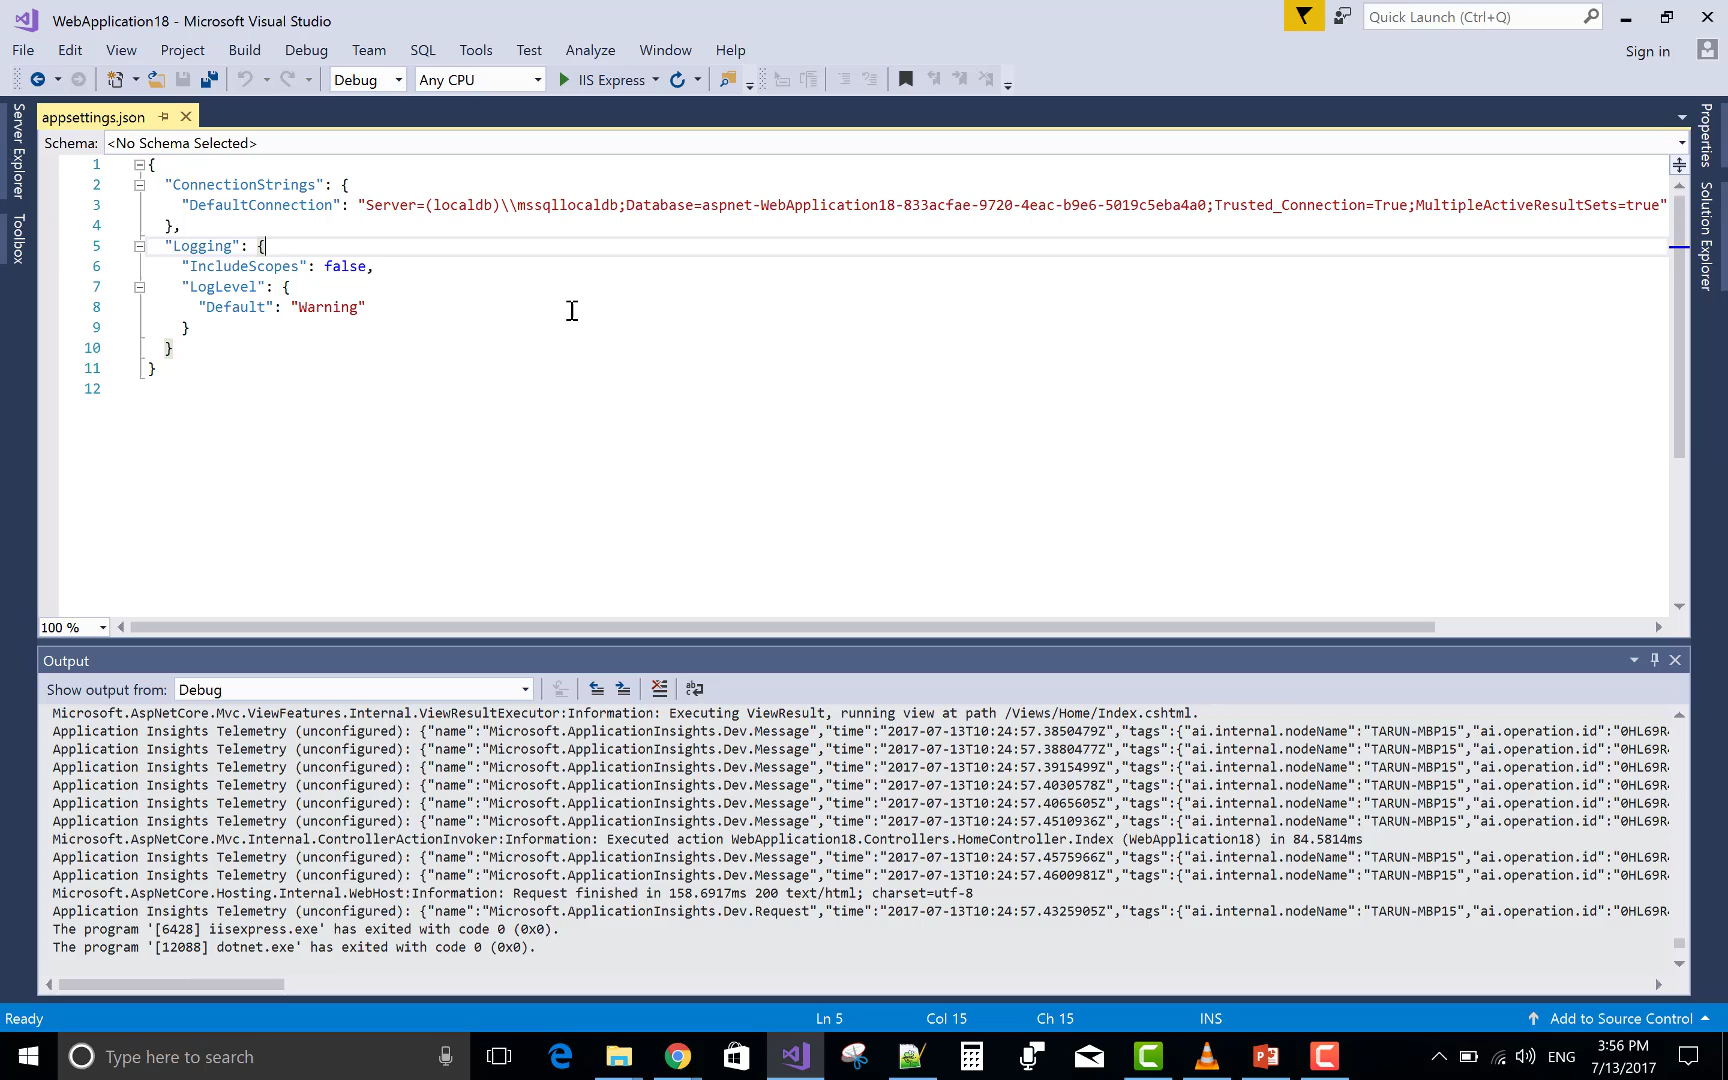 WebApplication18 - Microsoft Visual Studio
Quick Launch (Ctrl+Q)
File Edit View Project Build Debug Team SQL Tools Test Analyze Window Help
Sign in
Debug Any CPU IIS Express
Server Explorer
Toolbox
Properties
Solution Explorer
appsettings.json
Schema: <No Schema Selected>
1 {
2 "ConnectionStrings": {
3 "DefaultConnection": "Server=(localdb)\\mssqllocaldb;Database=aspnet-WebApplication18-833acfae-9720-4eac-b9e6-5019c5eba4a0;Trusted_Connection=True;MultipleActiveResultSets=true"
4 },
5 "Logging": {
6 "IncludeScopes": false,
7 "LogLevel": {
8 "Default": "Warning"
9 }
10 }
11 }
12
100 %
Output
Show output from: Debug
Microsoft.AspNetCore.Mvc.ViewFeatures.Internal.ViewResultExecutor:Information: Executing ViewResult, running view at path /Views/Home/Index.cshtml.
Application Insights Telemetry (unconfigured): {"name":"Microsoft.ApplicationInsights.Dev.Message","time":"2017-07-13T10:24:57.3850479Z","tags":{"ai.internal.nodeName":"TARUN-MBP15","ai.operation.id":"0HL69R
Application Insights Telemetry (unconfigured): {"name":"Microsoft.ApplicationInsights.Dev.Message","time":"2017-07-13T10:24:57.3880477Z","tags":{"ai.internal.nodeName":"TARUN-MBP15","ai.operation.id":"0HL69R
Application Insights Telemetry (unconfigured): {"name":"Microsoft.ApplicationInsights.Dev.Message","time":"2017-07-13T10:24:57.3915499Z","tags":{"ai.internal.nodeName":"TARUN-MBP15","ai.operation.id":"0HL69R
Application Insights Telemetry (unconfigured): {"name":"Microsoft.ApplicationInsights.Dev.Message","time":"2017-07-13T10:24:57.4030578Z","tags":{"ai.internal.nodeName":"TARUN-MBP15","ai.operation.id":"0HL69R
Application Insights Telemetry (unconfigured): {"name":"Microsoft.ApplicationInsights.Dev.Message","time":"2017-07-13T10:24:57.4065605Z","tags":{"ai.internal.nodeName":"TARUN-MBP15","ai.operation.id":"0HL69R
Application Insights Telemetry (unconfigured): {"name":"Microsoft.ApplicationInsights.Dev.Message","time":"2017-07-13T10:24:57.4510936Z","tags":{"ai.internal.nodeName":"TARUN-MBP15","ai.operation.id":"0HL69R
Microsoft.AspNetCore.Mvc.Internal.ControllerActionInvoker:Information: Executed action WebApplication18.Controllers.HomeController.Index (WebApplication18) in 84.5814ms
Application Insights Telemetry (unconfigured): {"name":"Microsoft.ApplicationInsights.Dev.Message","time":"2017-07-13T10:24:57.4575966Z","tags":{"ai.internal.nodeName":"TARUN-MBP15","ai.operation.id":"0HL69R
Application Insights Telemetry (unconfigured): {"name":"Microsoft.ApplicationInsights.Dev.Message","time":"2017-07-13T10:24:57.4600981Z","tags":{"ai.internal.nodeName":"TARUN-MBP15","ai.operation.id":"0HL69R
Microsoft.AspNetCore.Hosting.Internal.WebHost:Information: Request finished in 158.6917ms 200 text/html; charset=utf-8
Application Insights Telemetry (unconfigured): {"name":"Microsoft.ApplicationInsights.Dev.Request","time":"2017-07-13T10:24:57.4325905Z","tags":{"ai.internal.nodeName":"TARUN-MBP15","ai.operation.id":"0HL69R
The program '[6428] iisexpress.exe' has exited with code 0 (0x0).
The program '[12088] dotnet.exe' has exited with code 0 (0x0).
Ready Ln 5 Col 15 Ch 15 INS Add to Source Control
Type here to search
ENG
3:56 PM
7/13/2017